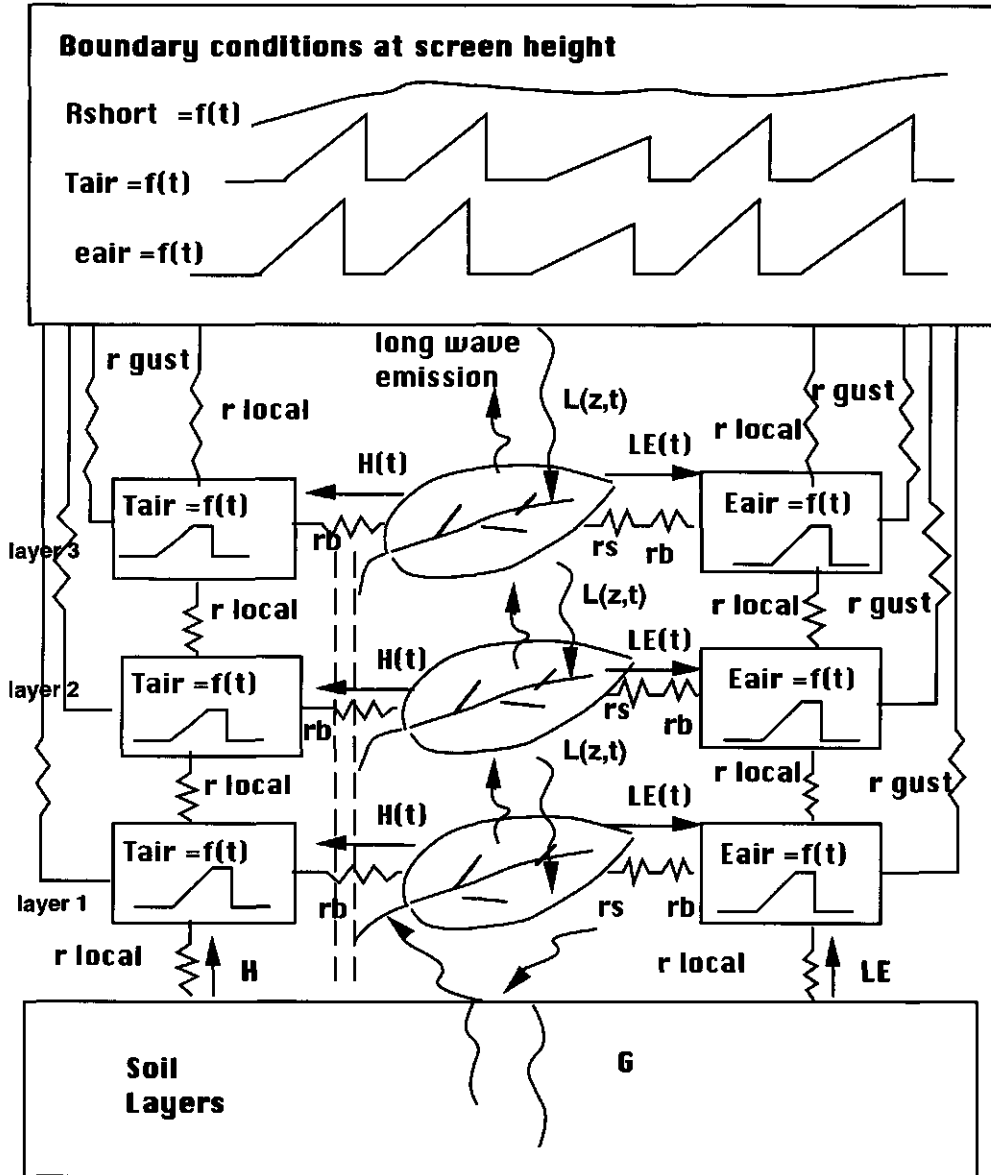 Boundary conditions at screen height
Rshort =f(t)
Tair =f(t)
eair =f(t)
long wave
emission
r gust
r gust
r local
L(z,t)
r local
H(t)
LE(t)
Tair =f(t)
Eair =f(t)
layer 3
rb
rs
rb
r local
L(z,t)
r local
r gust
H(t)
LE(t)
Tair =f(t)
Eair =f(t)
layer 2
rb
rs
rb
L(z,t)
r local
r local
r gust
H(t)
LE(t)
Tair =f(t)
Eair =f(t)
layer 1
rb
rs
rb
r local
H
r local
LE
Soil
Layers
G